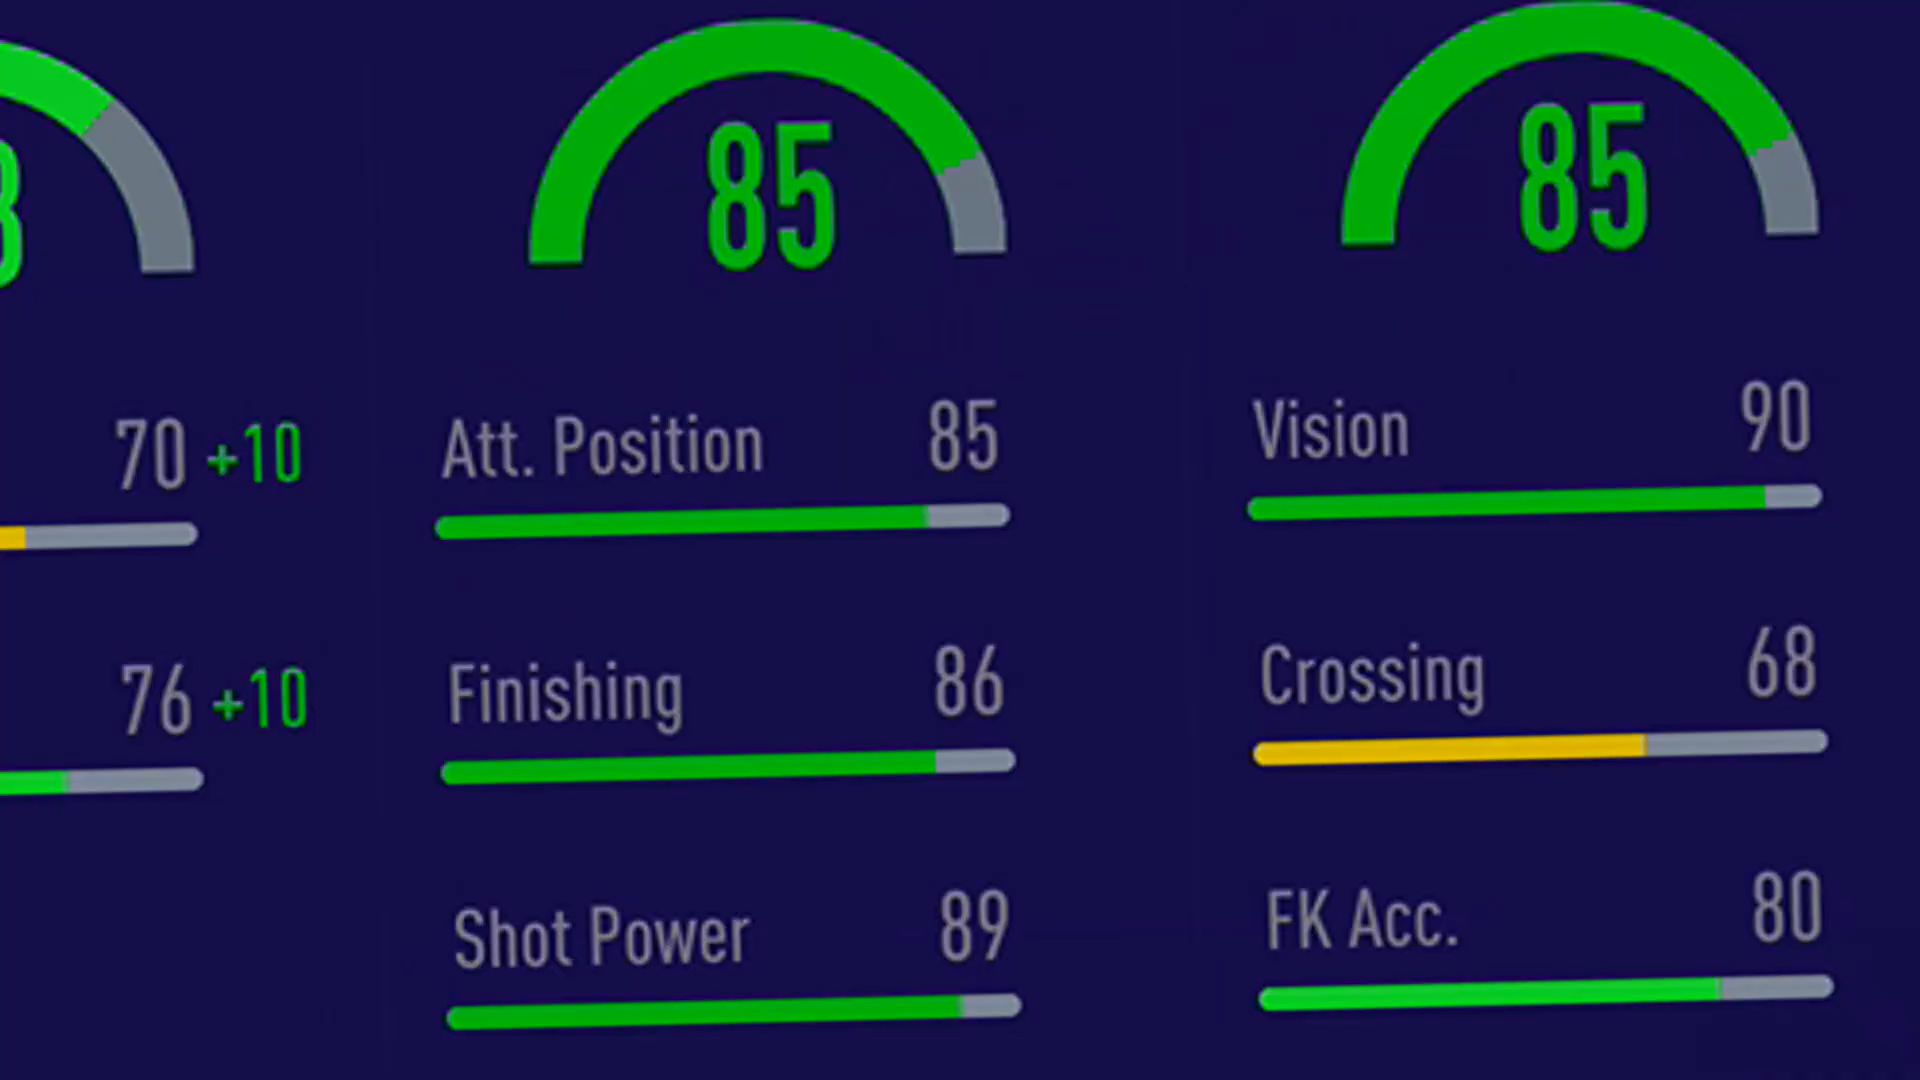 85
85
70 +10
Att. Position 85
Vision 90
76 +10
Finishing 86
Crossing 68
Shot Power 89
FK Acc. 80